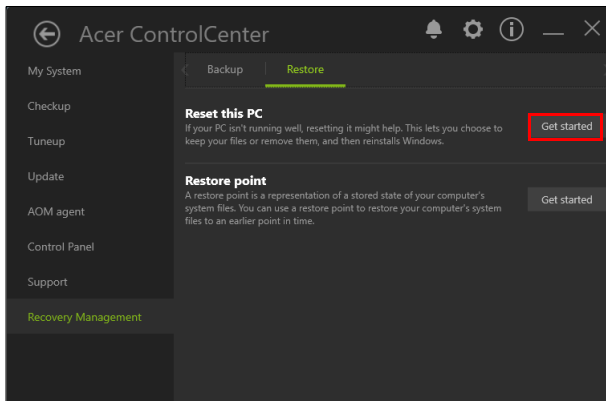 Acer ControlCenter
My System
Checkup
Tuneup
Update
AOM agent
Control Panel
Support
Recovery Management
Backup
Restore
Reset this PC
If your PC isn't running well, resetting it might help. This lets you choose to
keep your files or remove them, and then reinstalls Windows.
Get started
Restore point
A restore point is a representation of a stored state of your computer's
system files. You can use a restore point to restore your computer's system
files to an earlier point in time.
Get started